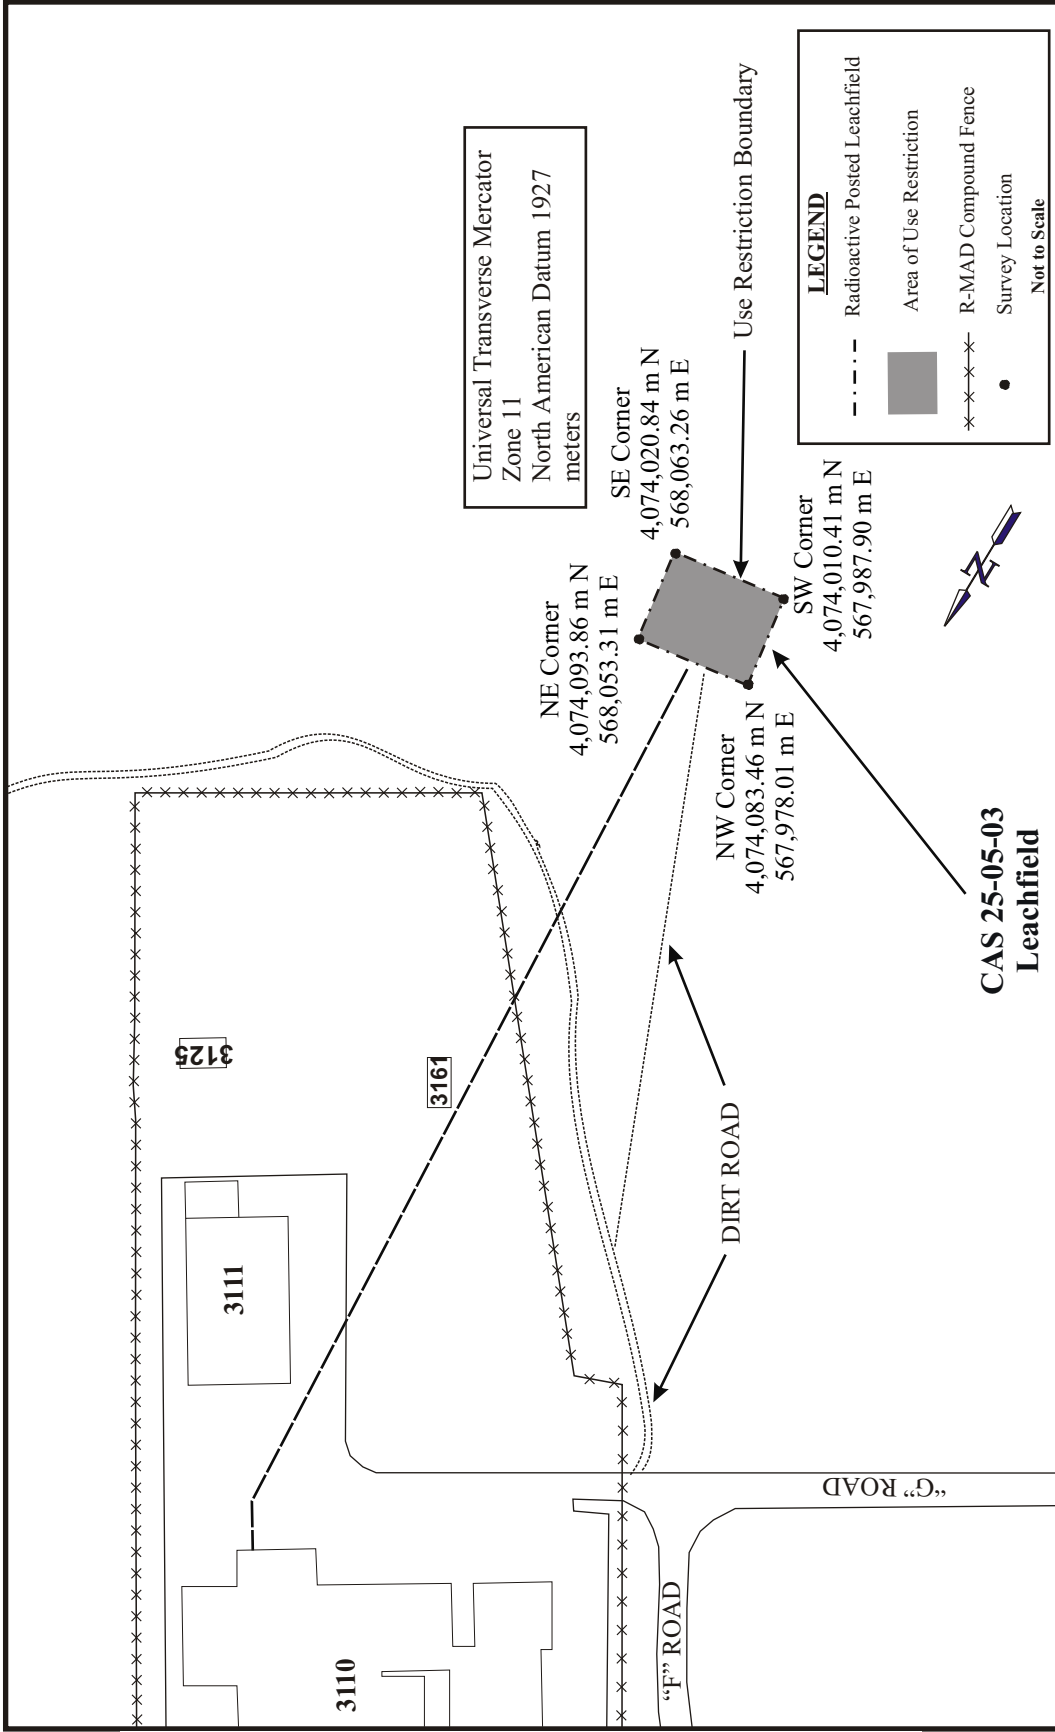 3110
3111
3125
3161
"F" ROAD
"G" ROAD
DIRT ROAD
Universal Transverse Mercator
Zone 11
North American Datum 1927
meters
NE Corner
4,074,093.86 m N
568,053.31 m E
SE Corner
4,074,020.84 m N
568,063.26 m E
NW Corner
4,074,083.46 m N
567,978.01 m E
SW Corner
4,074,010.41 m N
567,987.90 m E
Use Restriction Boundary
CAS 25-05-03
Leachfield
N
LEGEND
Radioactive Posted Leachfield
Area of Use Restriction
R-MAD Compound Fence
Survey Location
Not to Scale